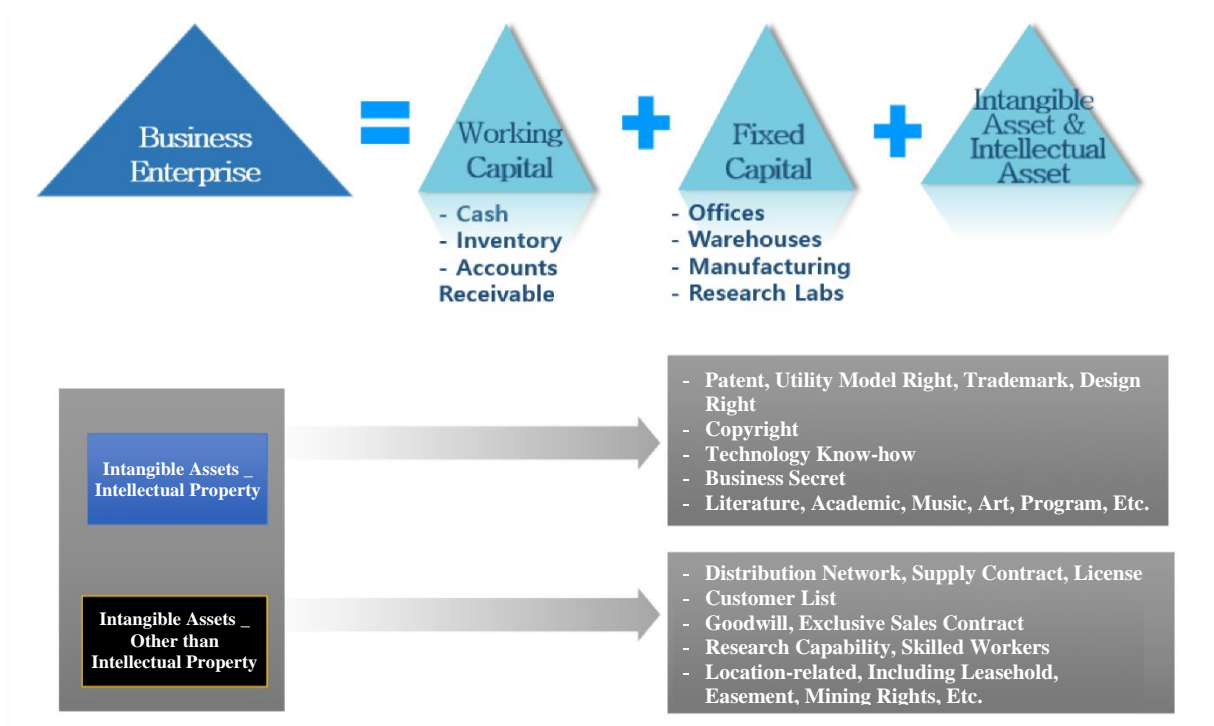 Business
Enterprise
=
Working
Capital
+
Fixed
Capital
+
Intangible
Asset &
Intellectual
Asset
- Cash
- Inventory
- Accounts
Receivable
- Offices
- Warehouses
- Manufacturing
- Research Labs
Intangible Assets _
Intellectual Property
- Patent, Utility Model Right, Trademark, Design
Right
- Copyright
- Technology Know-how
- Business Secret
- Literature, Academic, Music, Art, Program, Etc.
Intangible Assets _
Other than
Intellectual Property
- Distribution Network, Supply Contract, License
- Customer List
- Goodwill, Exclusive Sales Contract
- Research Capability, Skilled Workers
- Location-related, Including Leasehold,
Easement, Mining Rights, Etc.